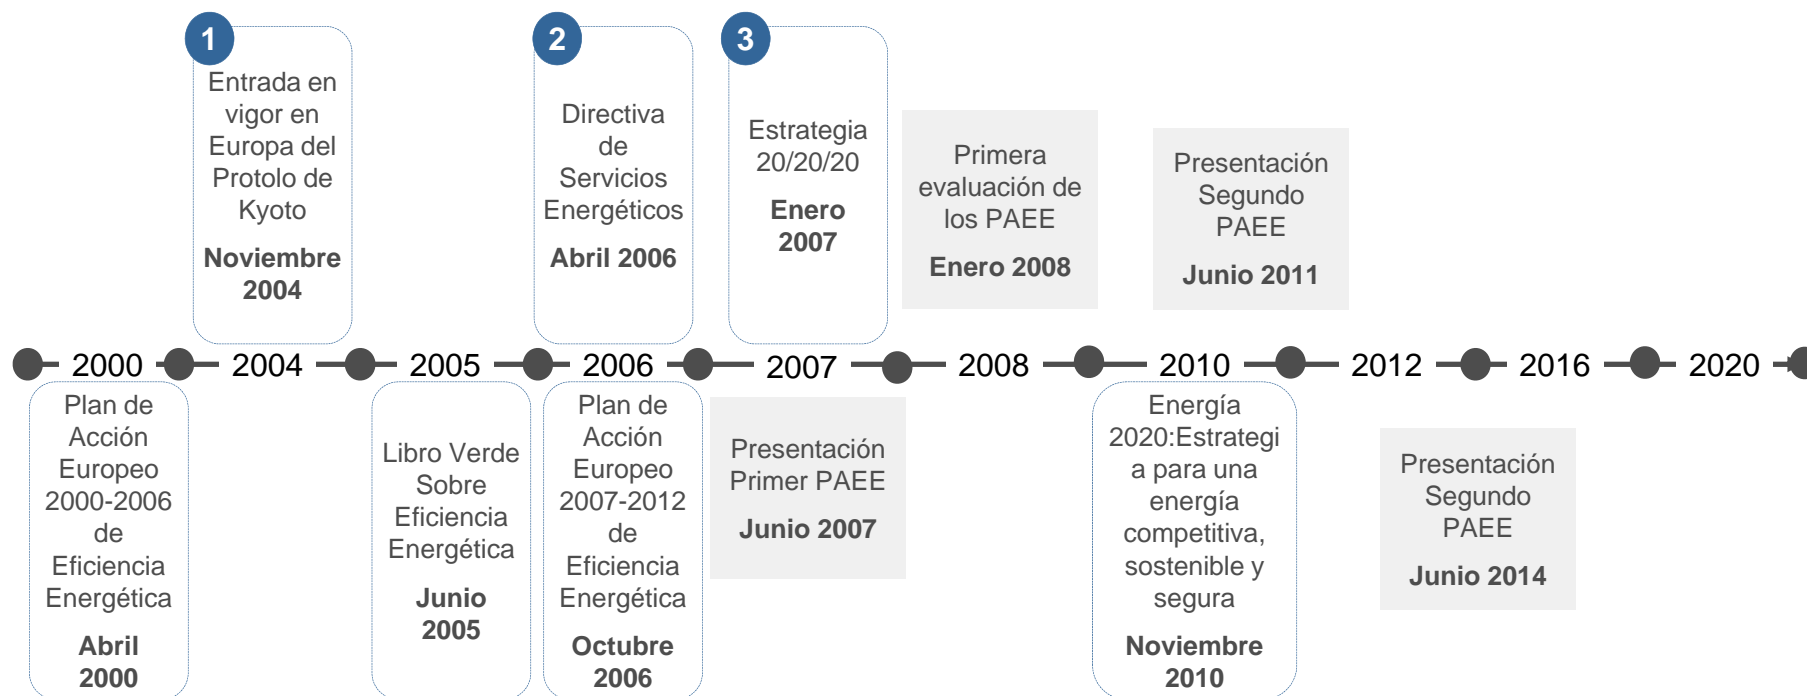 1
Entrada en
vigor en
Europa del
Protolo de
Kyoto
Noviembre
2004
2
Directiva
de
Servicios
Energéticos
Abril 2006
3
Estrategia
20/20/20
Enero
2007
Primera
evaluación de
los PAEE
Enero 2008
Presentación
Segundo
PAEE
Junio 2011
2000
2004
2005
2006
2007
2008
2010
2012
2016
2020
Plan de
Acción
Europeo
2000-2006
de
Eficiencia
Energética
Abril
2000
Libro Verde
Sobre
Eficiencia
Energética
Junio
2005
Plan de
Acción
Europeo
2007-2012
de
Eficiencia
Energética
Octubre
2006
Presentación
Primer PAEE
Junio 2007
Energía
2020:Estrategi
a para una
energía
competitiva,
sostenible y
segura
Noviembre
2010
Presentación
Segundo
PAEE
Junio 2014